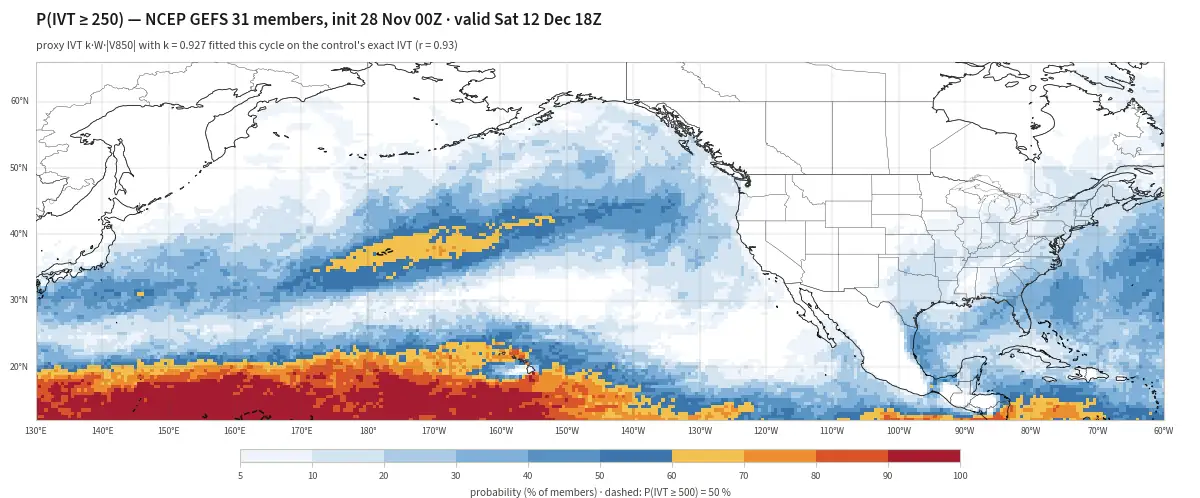 P(IVT ≥ 250) — NCEP GEFS 31 members, init 28 Nov 00Z · valid Sat 12 Dec 18Z
proxy IVT k·W·|V850| with k = 0.927 fitted this cycle on the control's exact IVT (r = 0.93)
60°N
50°N
40°N
30°N
20°N
130°E 140°E 150°E 160°E 170°E 180° 170°W 160°W 150°W 140°W 130°W 120°W 110°W 100°W 90°W 80°W 70°W 60°W
5 10 20 30 40 50 60 70 80 90 100
probability (% of members) · dashed: P(IVT ≥ 500) = 50 %